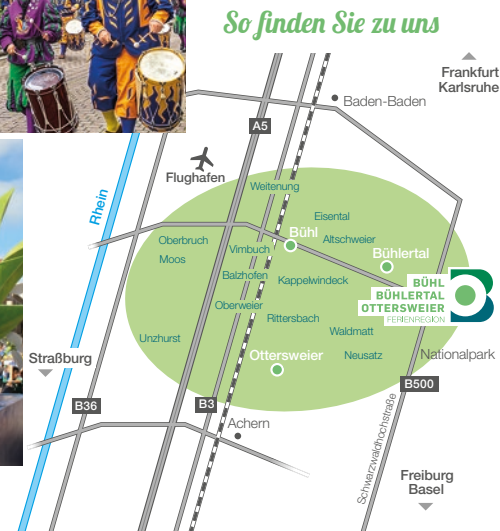 So finden Sie zu uns
Frankfurt
Karlsruhe
Baden-Baden
A5
Flughafen
Weitenung
Rhein
Eisental
Bühl
Oberbruch
Altschweier
Vimbuch
Bühlertal
Moos
Balzhofen
Kappelwindeck
BÜHL
BÜHLERTAL
OTTERSWEIER
FERIENREGION
Oberweier
Rittersbach
Waldmatt
Unzhurst
Ottersweier
Neusatz
Nationalpark
Straßburg
B500
B36
B3
Achern
Schwarzwaldhochstraße
Freiburg
Basel